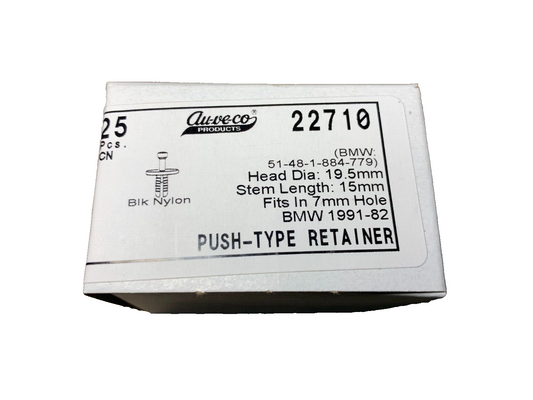 25
Pcs.
CN
Blk Nylon
Au-ve-co®
PRODUCTS
22710
(BMW:
51-48-1-884-779)
Head Dia: 19.5mm
Stem Length: 15mm
Fits In 7mm Hole
BMW 1991-82
PUSH-TYPE RETAINER